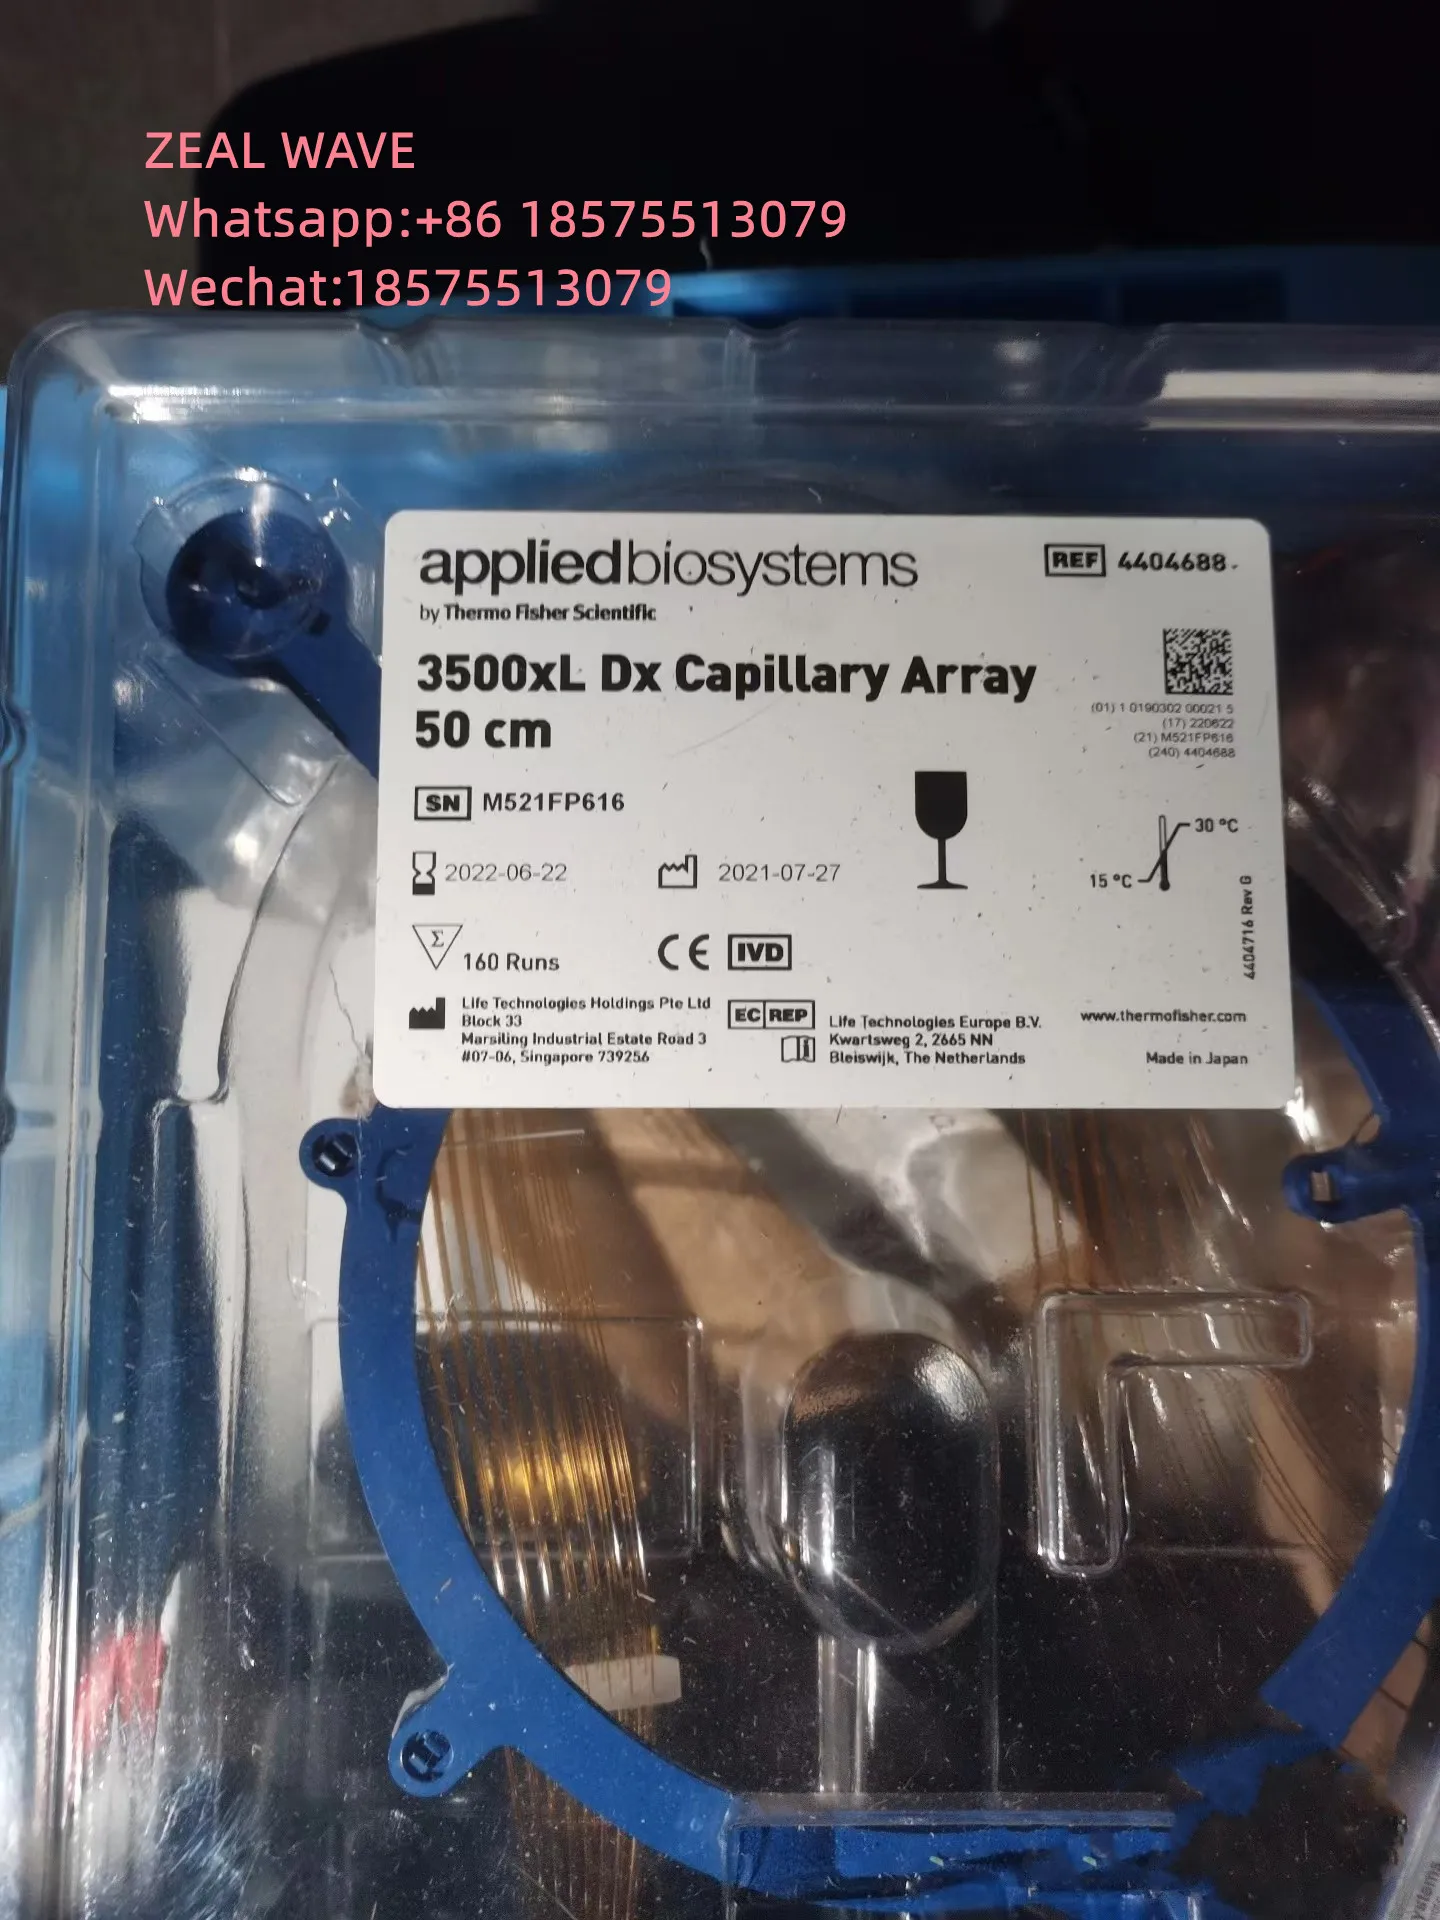 ZEAL WAVE
Whatsapp:+86 18575513079
Wechat:18575513079
appliedbiosystems
by Thermo Fisher Scientific
REF 4404688
3500xL Dx Capillary Array
50 cm
(01) 1 0190302 00021 5
(17) 220622
(21) M521FP616
(240) 4404688
SN M521FP616
2022-06-22
2021-07-27
30 °C
15 °C
4404716 Rev G
Σ
160 Runs
CE IVD
Life Technologies Holdings Pte Ltd
Block 33
Marsiling Industrial Estate Road 3
#07-06, Singapore 739256
EC REP
Life Technologies Europe B.V.
Kwartsweg 2, 2665 NN
Bleiswijk, The Netherlands
www.thermofisher.com
Made in Japan